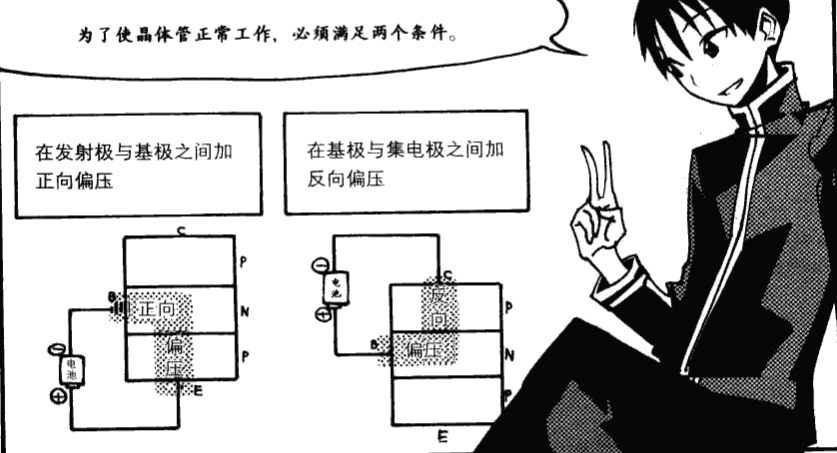 为了使晶体管正常工作，必须满足两个条件。
在发射极与基极之间加
正向偏压
在基极与集电极之间加
反向偏压
C
P
B
正向
N
偏
压
P
E
⊖
电
池
⊕
⊖
电
池
⊕
C
反
向
P
B
偏压
N
P
E